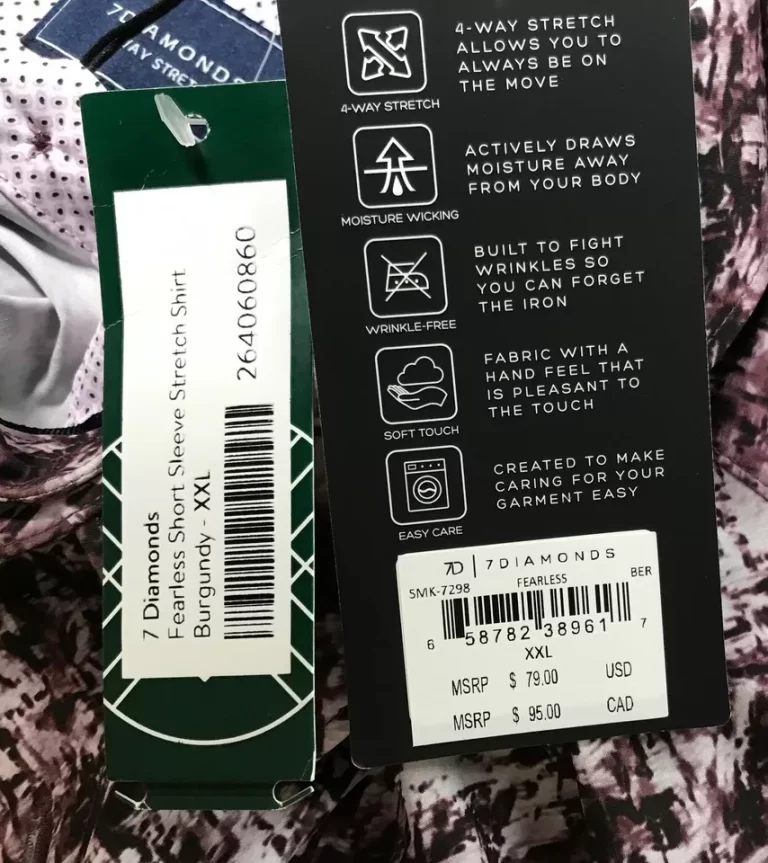 7DIAMONDS
WAY STRET
7 Diamonds
Fearless Short Sleeve Stretch Shirt
Burgundy - XXL
264060860
4-WAY STRETCH
4-WAY STRETCH
ALLOWS YOU TO
ALWAYS BE ON
THE MOVE
MOISTURE WICKING
ACTIVELY DRAWS
MOISTURE AWAY
FROM YOUR BODY
WRINKLE-FREE
BUILT TO FIGHT
WRINKLES SO
YOU CAN FORGET
THE IRON
SOFT TOUCH
FABRIC WITH A
HAND FEEL THAT
IS PLEASANT TO
THE TOUCH
EASY CARE
CREATED TO MAKE
CARING FOR YOUR
GARMENT EASY
7D | 7DIAMONDS
SMK-7298 FEARLESS BER
6 58782 38961 7
XXL
MSRP $ 79.00 USD
MSRP $ 95.00 CAD